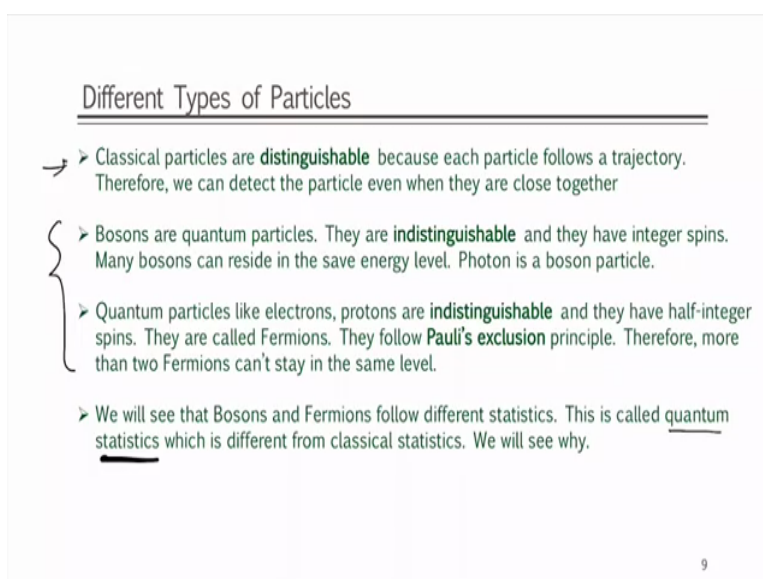 Different Types of Particles
➢ Classical particles are distinguishable because each particle follows a trajectory.
Therefore, we can detect the particle even when they are close together
➢ Bosons are quantum particles. They are indistinguishable and they have integer spins.
Many bosons can reside in the save energy level. Photon is a boson particle.
➢ Quantum particles like electrons, protons are indistinguishable and they have half-integer
spins. They are called Fermions. They follow Pauli's exclusion principle. Therefore, more
than two Fermions can't stay in the same level.
➢ We will see that Bosons and Fermions follow different statistics. This is called quantum
statistics which is different from classical statistics. We will see why.
9